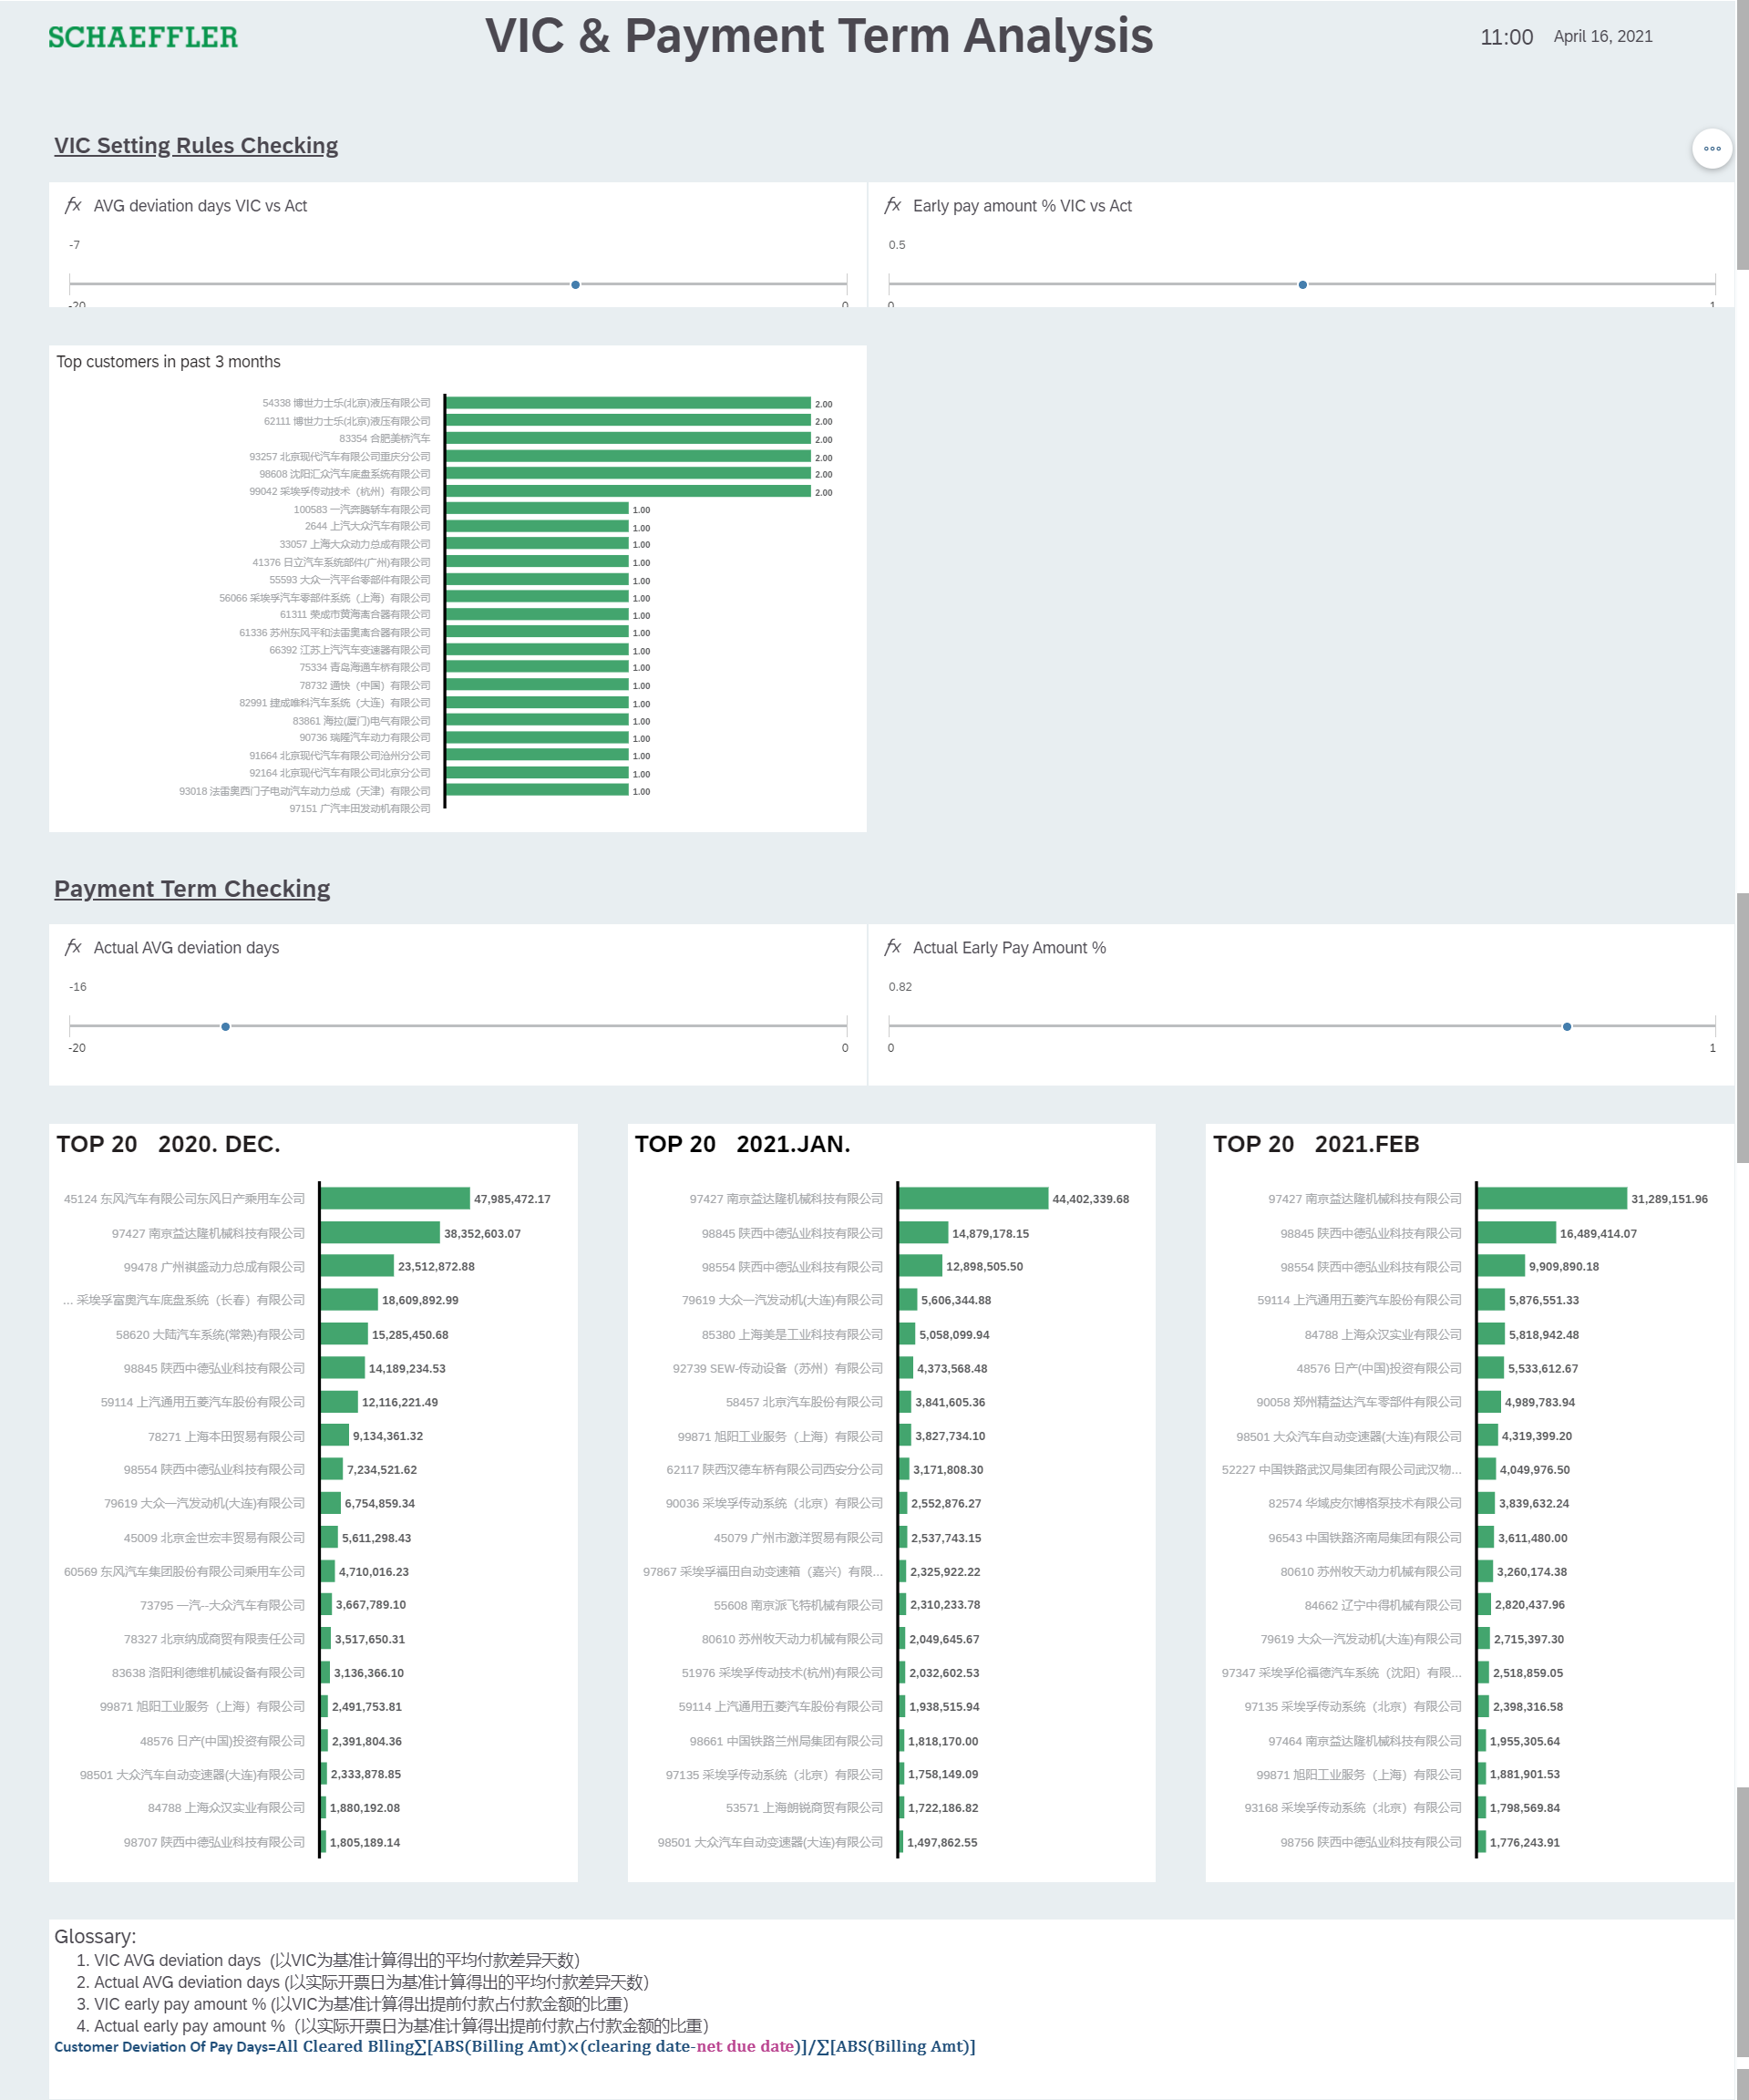 SCHAEFFLER
VIC & Payment Term Analysis
11:00 April 16, 2021
VIC Setting Rules Checking
fx AVG deviation days VIC vs Act
-7
-20 0
fx Early pay amount % VIC vs Act
0.5
0 1
Top customers in past 3 months
54338 博世力士乐(北京)液压有限公司 2.00
62111 博世力士乐(北京)液压有限公司 2.00
83354 合肥美桥汽车 2.00
93257 北京现代汽车有限公司重庆分公司 2.00
98608 沈阳汇众汽车底盘系统有限公司 2.00
99042 采埃孚传动技术（杭州）有限公司 2.00
100583 一汽奔腾轿车有限公司 1.00
2644 上汽大众汽车有限公司 1.00
33057 上海大众动力总成有限公司 1.00
41376 日立汽车系统部件(广州)有限公司 1.00
55593 大众一汽平台零部件有限公司 1.00
56066 采埃孚汽车零部件系统（上海）有限公司 1.00
61311 荣成市黄海离合器有限公司 1.00
61336 苏州东风平和法雷奥离合器有限公司 1.00
66392 江苏上汽汽车变速器有限公司 1.00
75334 青岛海通车桥有限公司 1.00
78732 通快（中国）有限公司 1.00
82991 捷成唯科汽车系统（大连）有限公司 1.00
83861 海拉(厦门)电气有限公司 1.00
90736 瑞隆汽车动力有限公司 1.00
91664 北京现代汽车有限公司沧州分公司 1.00
92164 北京现代汽车有限公司北京分公司 1.00
93018 法雷奥西门子电动汽车动力总成（天津）有限公司 1.00
97151 广汽丰田发动机有限公司
Payment Term Checking
fx Actual AVG deviation days
-16
-20 0
fx Actual Early Pay Amount %
0.82
0 1
TOP 20 2020. DEC.
45124 东风汽车有限公司东风日产乘用车公司 47,985,472.17
97427 南京益达隆机械科技有限公司 38,352,603.07
99478 广州祺盛动力总成有限公司 23,512,872.88
... 采埃孚富奥汽车底盘系统（长春）有限公司 18,609,892.99
58620 大陆汽车系统(常熟)有限公司 15,285,450.68
98845 陕西中德弘业科技有限公司 14,189,234.53
59114 上汽通用五菱汽车股份有限公司 12,116,221.49
78271 上海本田贸易有限公司 9,134,361.32
98554 陕西中德弘业科技有限公司 7,234,521.62
79619 大众一汽发动机(大连)有限公司 6,754,859.34
45009 北京金世宏丰贸易有限公司 5,611,298.43
60569 东风汽车集团股份有限公司乘用车公司 4,710,016.23
73795 一汽--大众汽车有限公司 3,667,789.10
78327 北京纳成商贸有限责任公司 3,517,650.31
83638 洛阳利德维机械设备有限公司 3,136,366.10
99871 旭阳工业服务（上海）有限公司 2,491,753.81
48576 日产(中国)投资有限公司 2,391,804.36
98501 大众汽车自动变速器(大连)有限公司 2,333,878.85
84788 上海众汉实业有限公司 1,880,192.08
98707 陕西中德弘业科技有限公司 1,805,189.14
TOP 20 2021.JAN.
97427 南京益达隆机械科技有限公司 44,402,339.68
98845 陕西中德弘业科技有限公司 14,879,178.15
98554 陕西中德弘业科技有限公司 12,898,505.50
79619 大众一汽发动机(大连)有限公司 5,606,344.88
85380 上海美是工业科技有限公司 5,058,099.94
92739 SEW-传动设备（苏州）有限公司 4,373,568.48
58457 北京汽车股份有限公司 3,841,605.36
99871 旭阳工业服务（上海）有限公司 3,827,734.10
62117 陕西汉德车桥有限公司西安分公司 3,171,808.30
90036 采埃孚传动系统（北京）有限公司 2,552,876.27
45079 广州市激洋贸易有限公司 2,537,743.15
97867 采埃孚福田自动变速箱（嘉兴）有限... 2,325,922.22
55608 南京派飞特机械有限公司 2,310,233.78
80610 苏州牧天动力机械有限公司 2,049,645.67
51976 采埃孚传动技术(杭州)有限公司 2,032,602.53
59114 上汽通用五菱汽车股份有限公司 1,938,515.94
98661 中国铁路兰州局集团有限公司 1,818,170.00
97135 采埃孚传动系统（北京）有限公司 1,758,149.09
53571 上海朗锐商贸有限公司 1,722,186.82
98501 大众汽车自动变速器(大连)有限公司 1,497,862.55
TOP 20 2021.FEB
97427 南京益达隆机械科技有限公司 31,289,151.96
98845 陕西中德弘业科技有限公司 16,489,414.07
98554 陕西中德弘业科技有限公司 9,909,890.18
59114 上汽通用五菱汽车股份有限公司 5,876,551.33
84788 上海众汉实业有限公司 5,818,942.48
48576 日产(中国)投资有限公司 5,533,612.67
90058 郑州精益达汽车零部件有限公司 4,989,783.94
98501 大众汽车自动变速器(大连)有限公司 4,319,399.20
52227 中国铁路武汉局集团有限公司武汉物... 4,049,976.50
82574 华域皮尔博格泵技术有限公司 3,839,632.24
96543 中国铁路济南局集团有限公司 3,611,480.00
80610 苏州牧天动力机械有限公司 3,260,174.38
84662 辽宁中得机械有限公司 2,820,437.96
79619 大众一汽发动机(大连)有限公司 2,715,397.30
97347 采埃孚伦福德汽车系统（沈阳）有限... 2,518,859.05
97135 采埃孚传动系统（北京）有限公司 2,398,316.58
97464 南京益达隆机械科技有限公司 1,955,305.64
99871 旭阳工业服务（上海）有限公司 1,881,901.53
93168 采埃孚传动系统（北京）有限公司 1,798,569.84
98756 陕西中德弘业科技有限公司 1,776,243.91
Glossary:
1. VIC AVG deviation days (以VIC为基准计算得出的平均付款差异天数)
2. Actual AVG deviation days (以实际开票日为基准计算得出的平均付款差异天数)
3. VIC early pay amount % (以VIC为基准计算得出提前付款占付款金额的比重)
4. Actual early pay amount %（以实际开票日为基准计算得出提前付款占付款金额的比重）
Customer Deviation Of Pay Days=All Cleared Blling∑[ABS(Billing Amt)×(clearing date-net due date)]/∑[ABS(Billing Amt)]